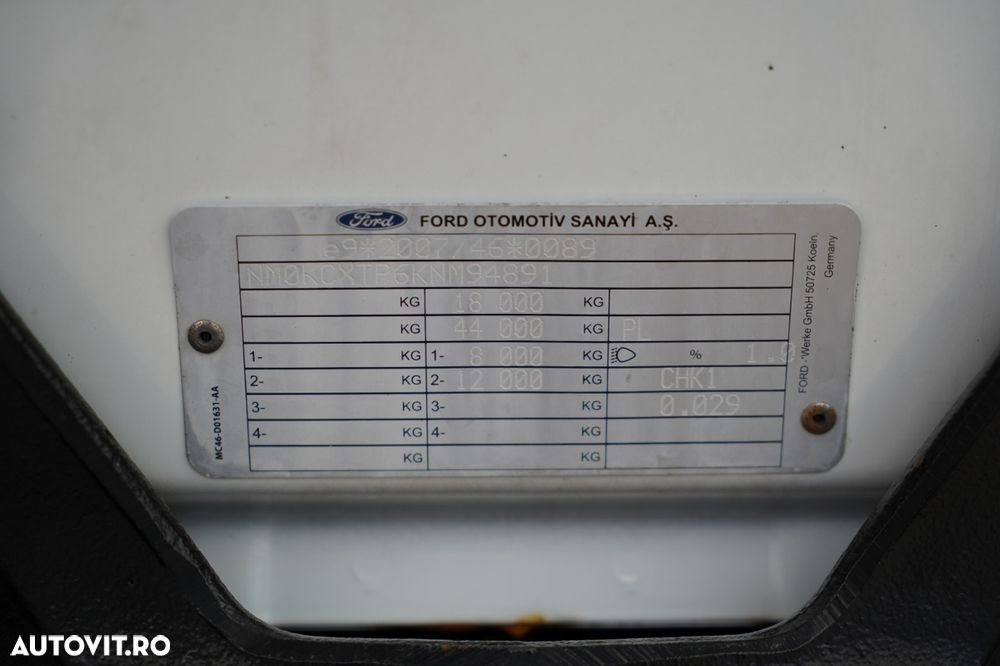 Ford FORD OTOMOTİV SANAYİ A.Ş.
e9*2007/46*0089
NM0KCXTP6KNM94891
KG 18 000 KG
KG 44 000 KG PL
1- KG 1- 8 000 KG % 1.0
2- KG 2- 12 000 KG CHK1
3- KG 3- KG 0.029
4- KG 4- KG
KG KG
MC46-D01631-AA
FORD -'Werke GmbH 50725 Koeln,
Germany
AUTOVIT.RO